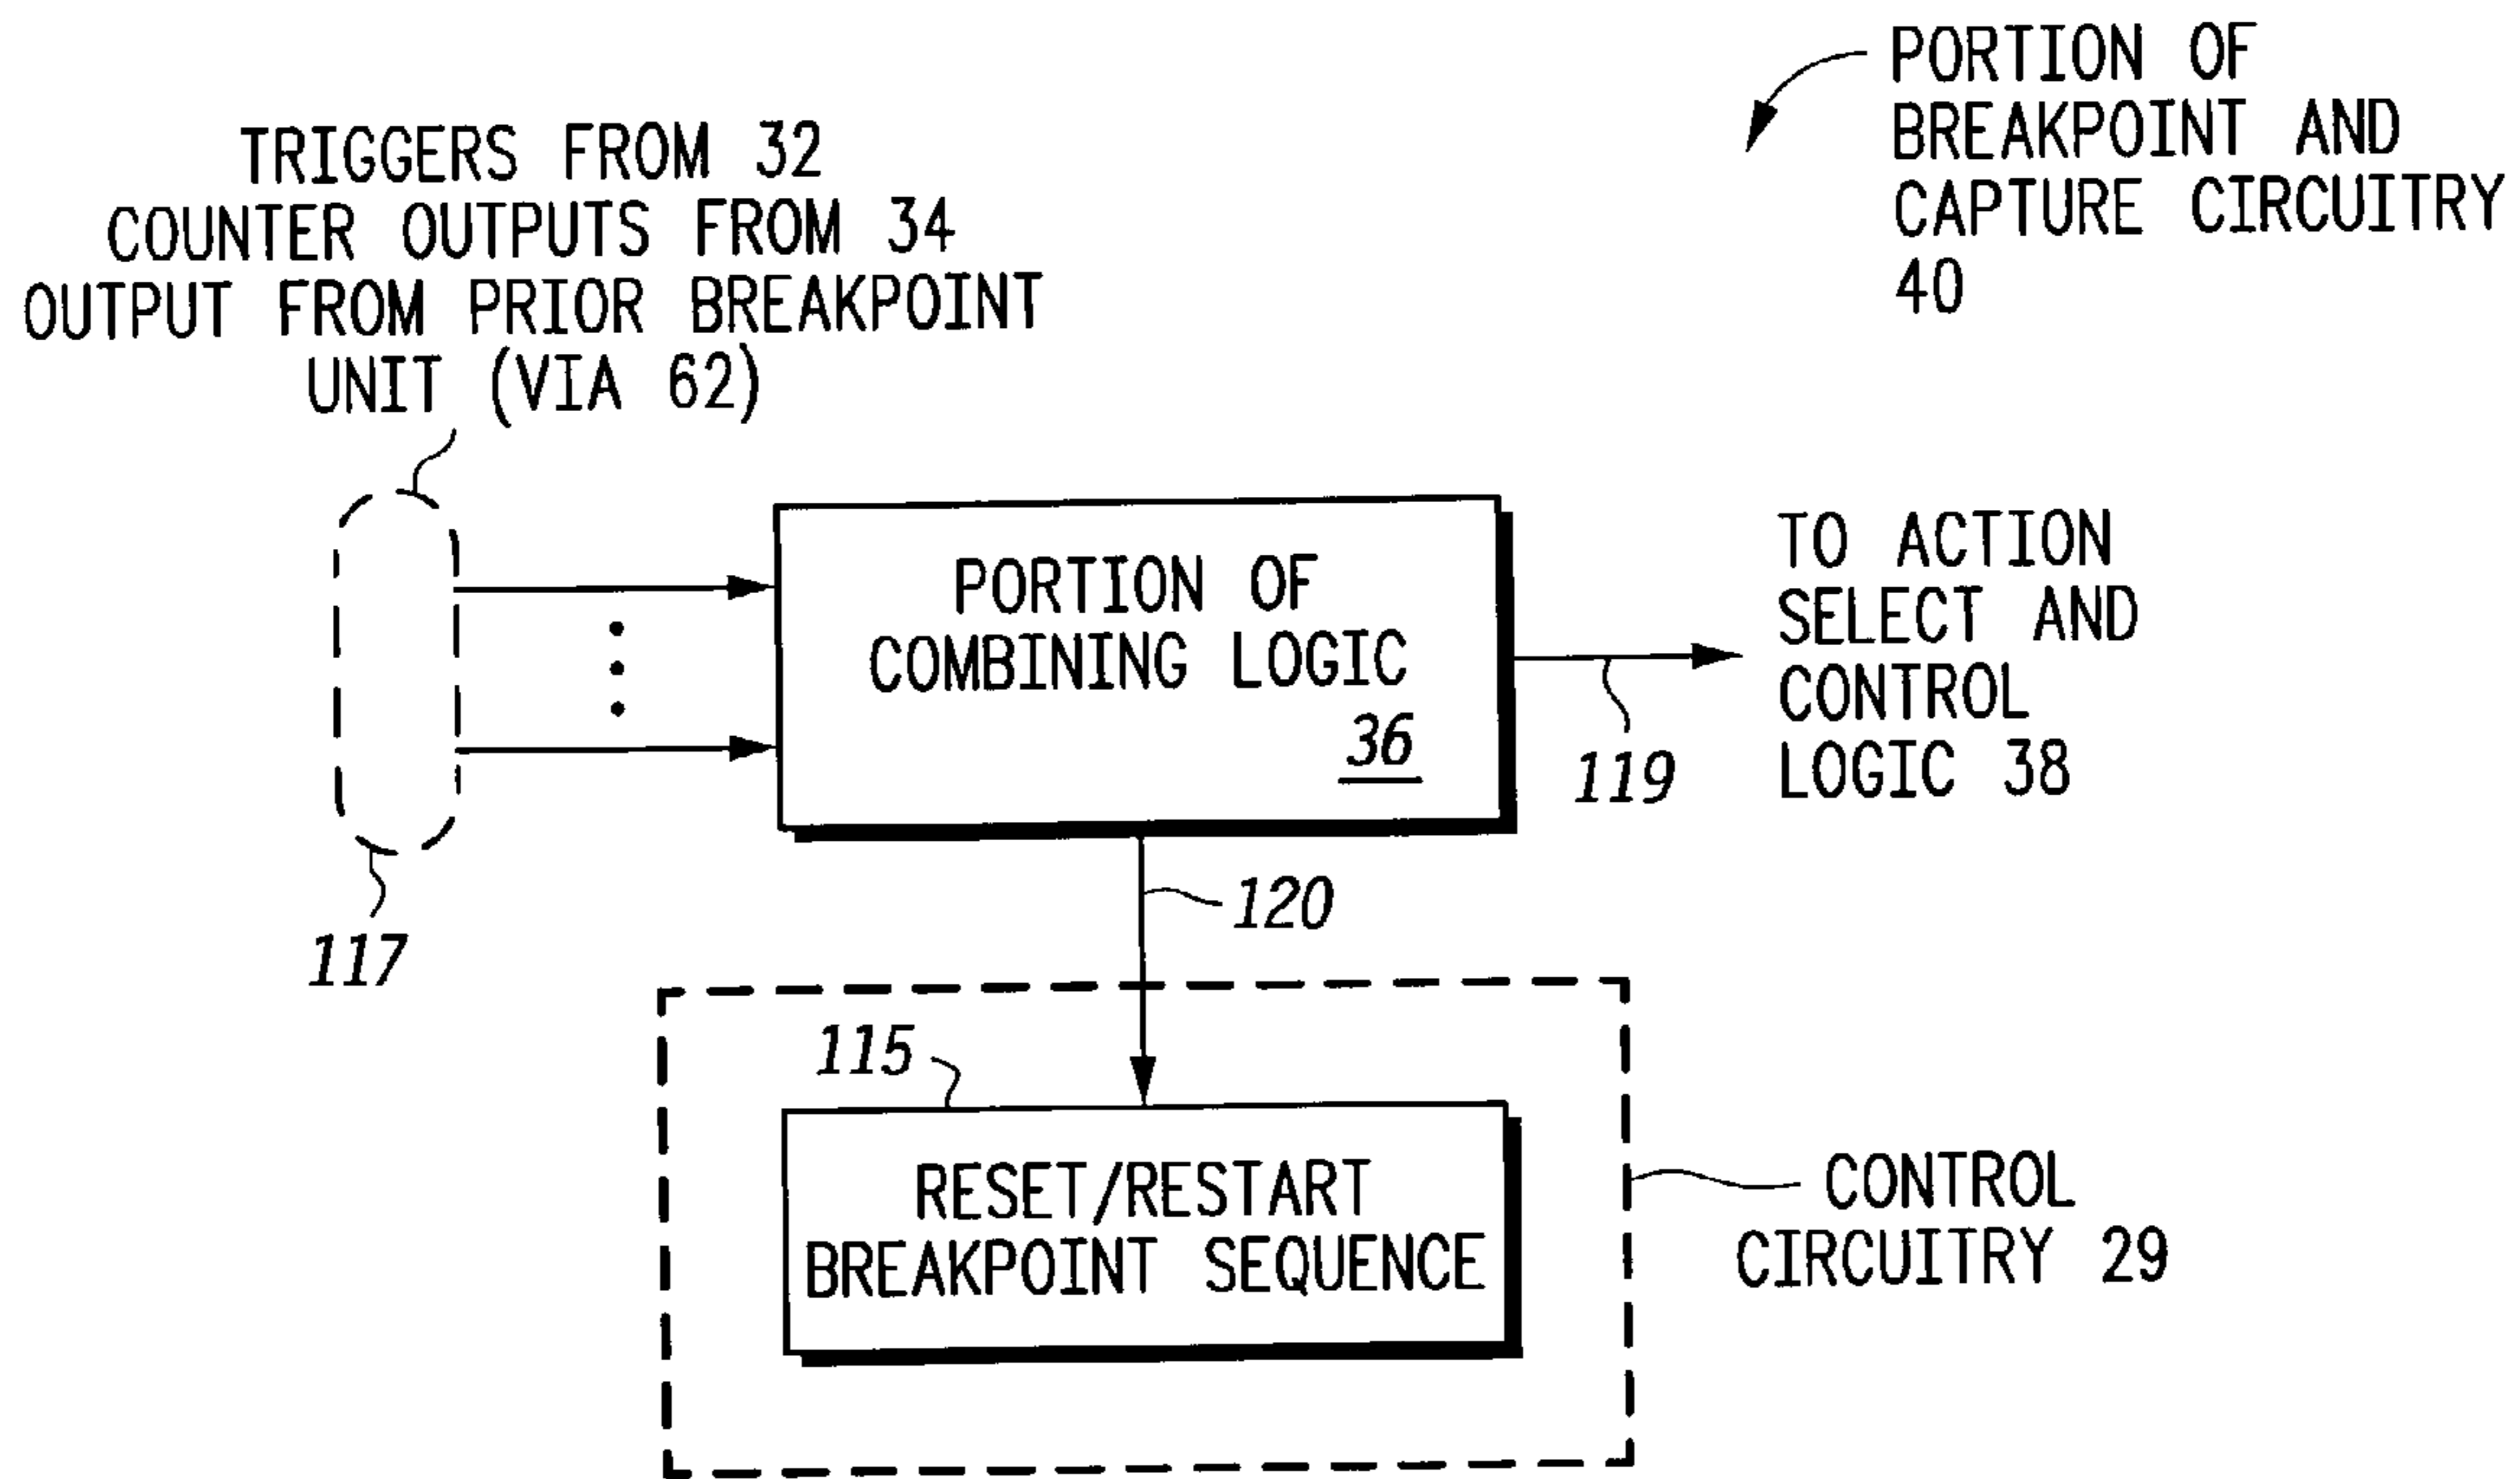 PORTION OF
BREAKPOINT AND
CAPTURE CIRCUITRY
40
TRIGGERS FROM 32
COUNTER OUTPUTS FROM 34
OUTPUT FROM PRIOR BREAKPOINT
UNIT (VIA 62)
PORTION OF
COMBINING LOGIC
36
TO ACTION
SELECT AND
CONTROL
LOGIC 38
119
117
120
115
RESET/RESTART
BREAKPOINT SEQUENCE
CONTROL
CIRCUITRY 29